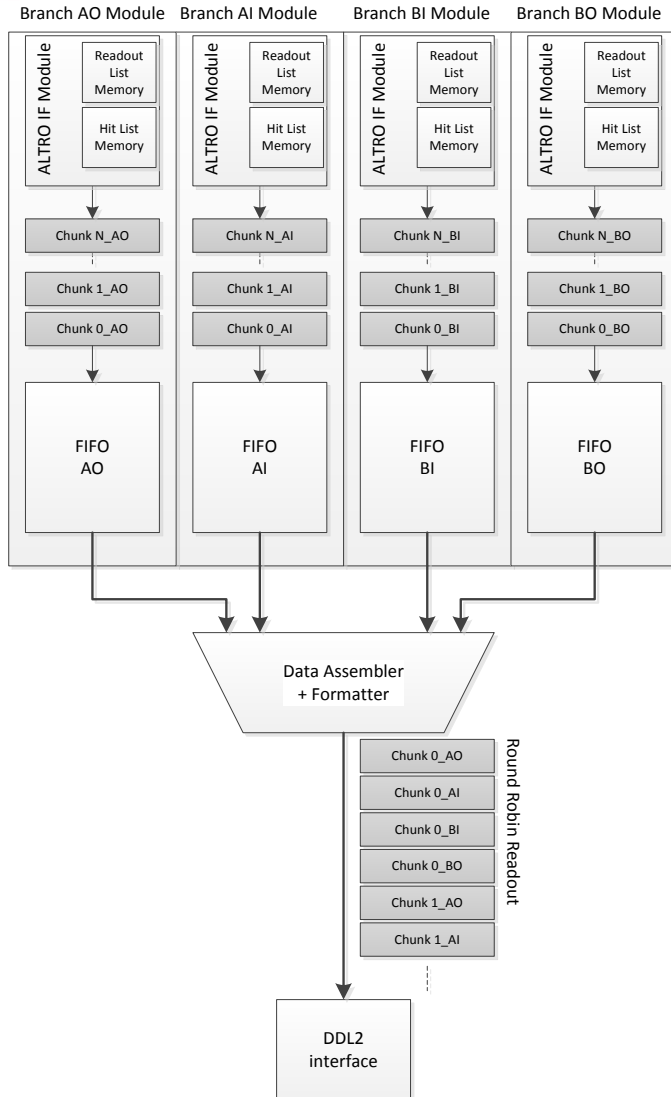 Branch AO Module
Branch AI Module
Branch BI Module
Branch BO Module
ALTRO IF Module
Readout
List
Memory
Hit List
Memory
ALTRO IF Module
Readout
List
Memory
Hit List
Memory
ALTRO IF Module
Readout
List
Memory
Hit List
Memory
ALTRO IF Module
Readout
List
Memory
Hit List
Memory
Chunk N_AO
Chunk N_AI
Chunk N_BI
Chunk N_BO
Chunk 1_AO
Chunk 1_AI
Chunk 1_BI
Chunk 1_BO
Chunk 0_AO
Chunk 0_AI
Chunk 0_BI
Chunk 0_BO
FIFO
AO
FIFO
AI
FIFO
BI
FIFO
BO
Data Assembler
+ Formatter
Chunk 0_AO
Chunk 0_AI
Chunk 0_BI
Chunk 0_BO
Chunk 1_AO
Chunk 1_AI
Round Robin Readout
DDL2
interface